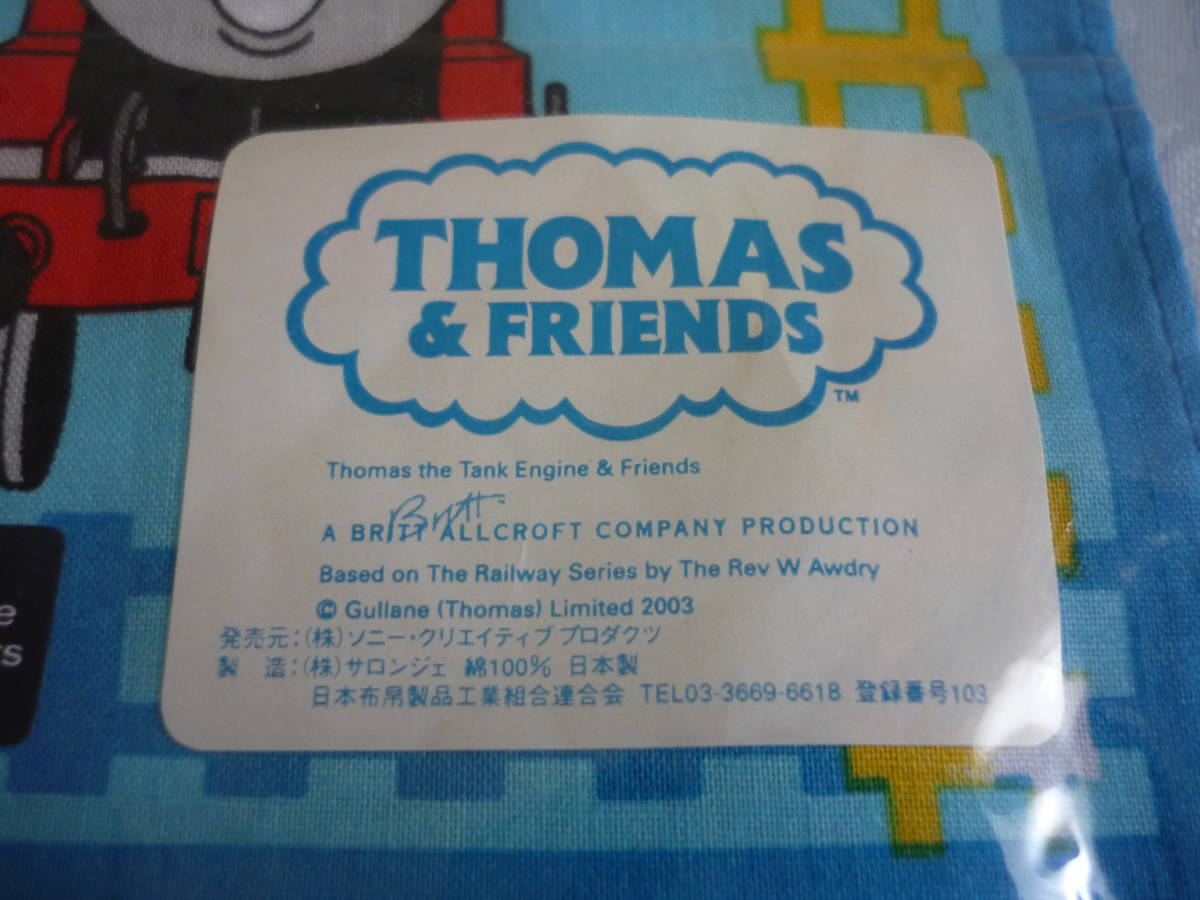 THOMAS
& FRIENDS
TM
Thomas the Tank Engine & Friends
Britt
A BRITT ALLCROFT COMPANY PRODUCTION
Based on The Railway Series by The Rev W Awdry
© Gullane (Thomas) Limited 2003
発売元:(株)ソニー・クリエイティブ プロダクツ
製 造:(株)サロンジェ 綿100% 日本製
日本布帛製品工業組合連合会 TEL03-3669-6618 登録番号103